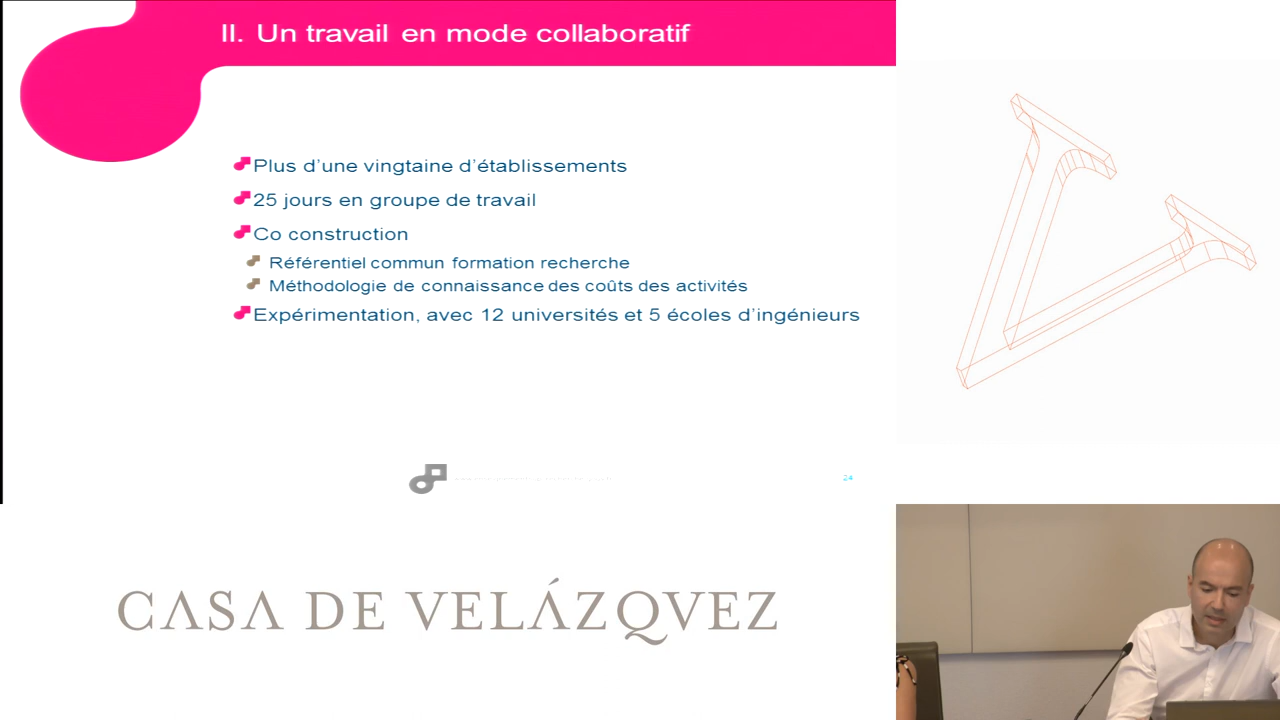 II. Un travail en mode collaboratif
Plus d'une vingtaine d'établissements
25 jours en groupe de travail
Co construction
Référentiel commun formation recherche
Méthodologie de connaissance des coûts des activités
Expérimentation, avec 12 universités et 5 écoles d'ingénieurs
24
CASA DE VELÁZQVEZ